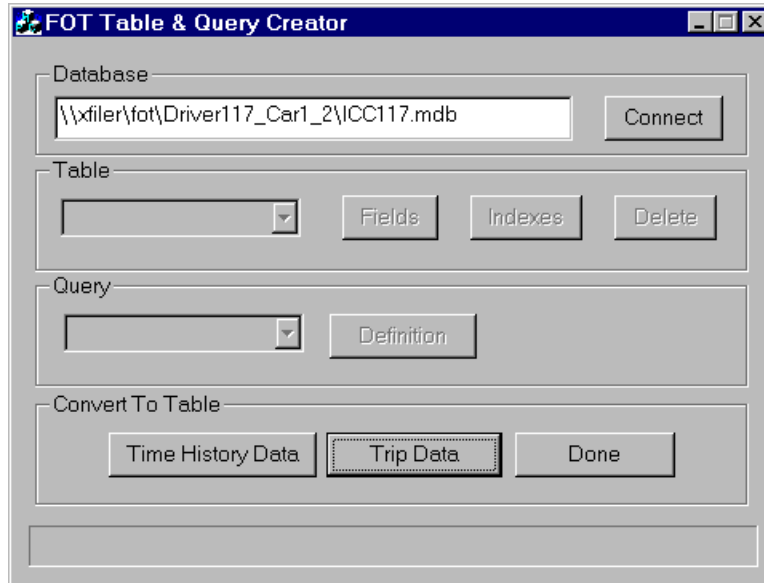 FOT Table & Query Creator
Database
\\xfiler\fot\Driver117_Car1_2\ICC117.mdb
Connect
Table
Fields
Indexes
Delete
Query
Definition
Convert To Table
Time History Data
Trip Data
Done